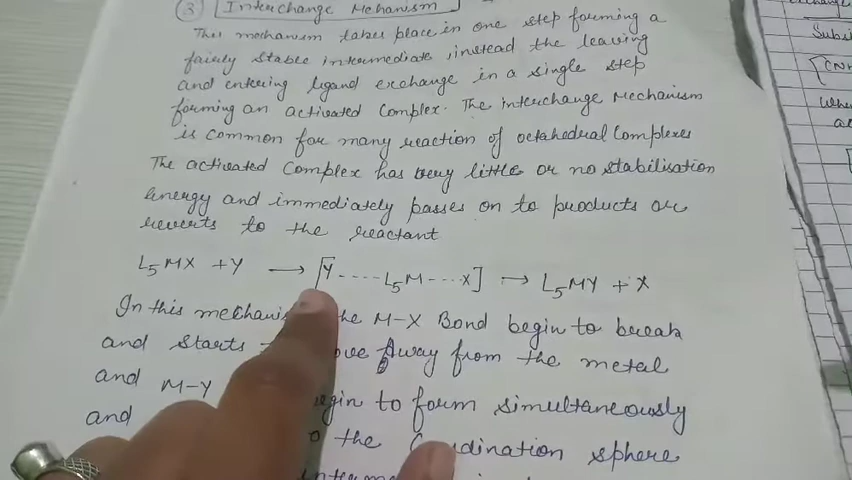 ③ Interchange Mechanism
This mechanism takes place in one step forming a
fairly stable intermediate, instead the leaving
and entering ligand exchange in a single step
forming an activated complex. The interchange Mechanism
is common for many reaction of octahedral complexes
The activated complex has very little or no stabilisation
energy and immediately passes on to products or
reverts to the reactant
L₅MX + Y ⟶ [Y ---- L₅M ---- X] ⟶ L₅MY + X
In this the M-X Bond begin to break
and starts away from the metal
and M-Y begin to form simultaneously
and the sphere